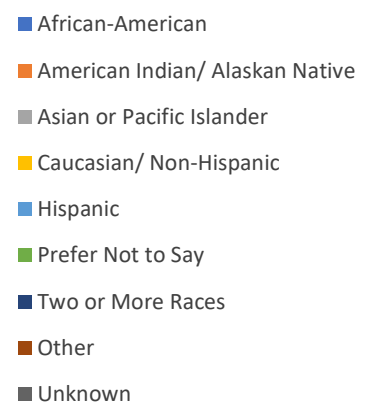 African-American
American Indian/ Alaskan Native
Asian or Pacific Islander
Caucasian/ Non-Hispanic
Hispanic
Prefer Not to Say
Two or More Races
Other
Unknown